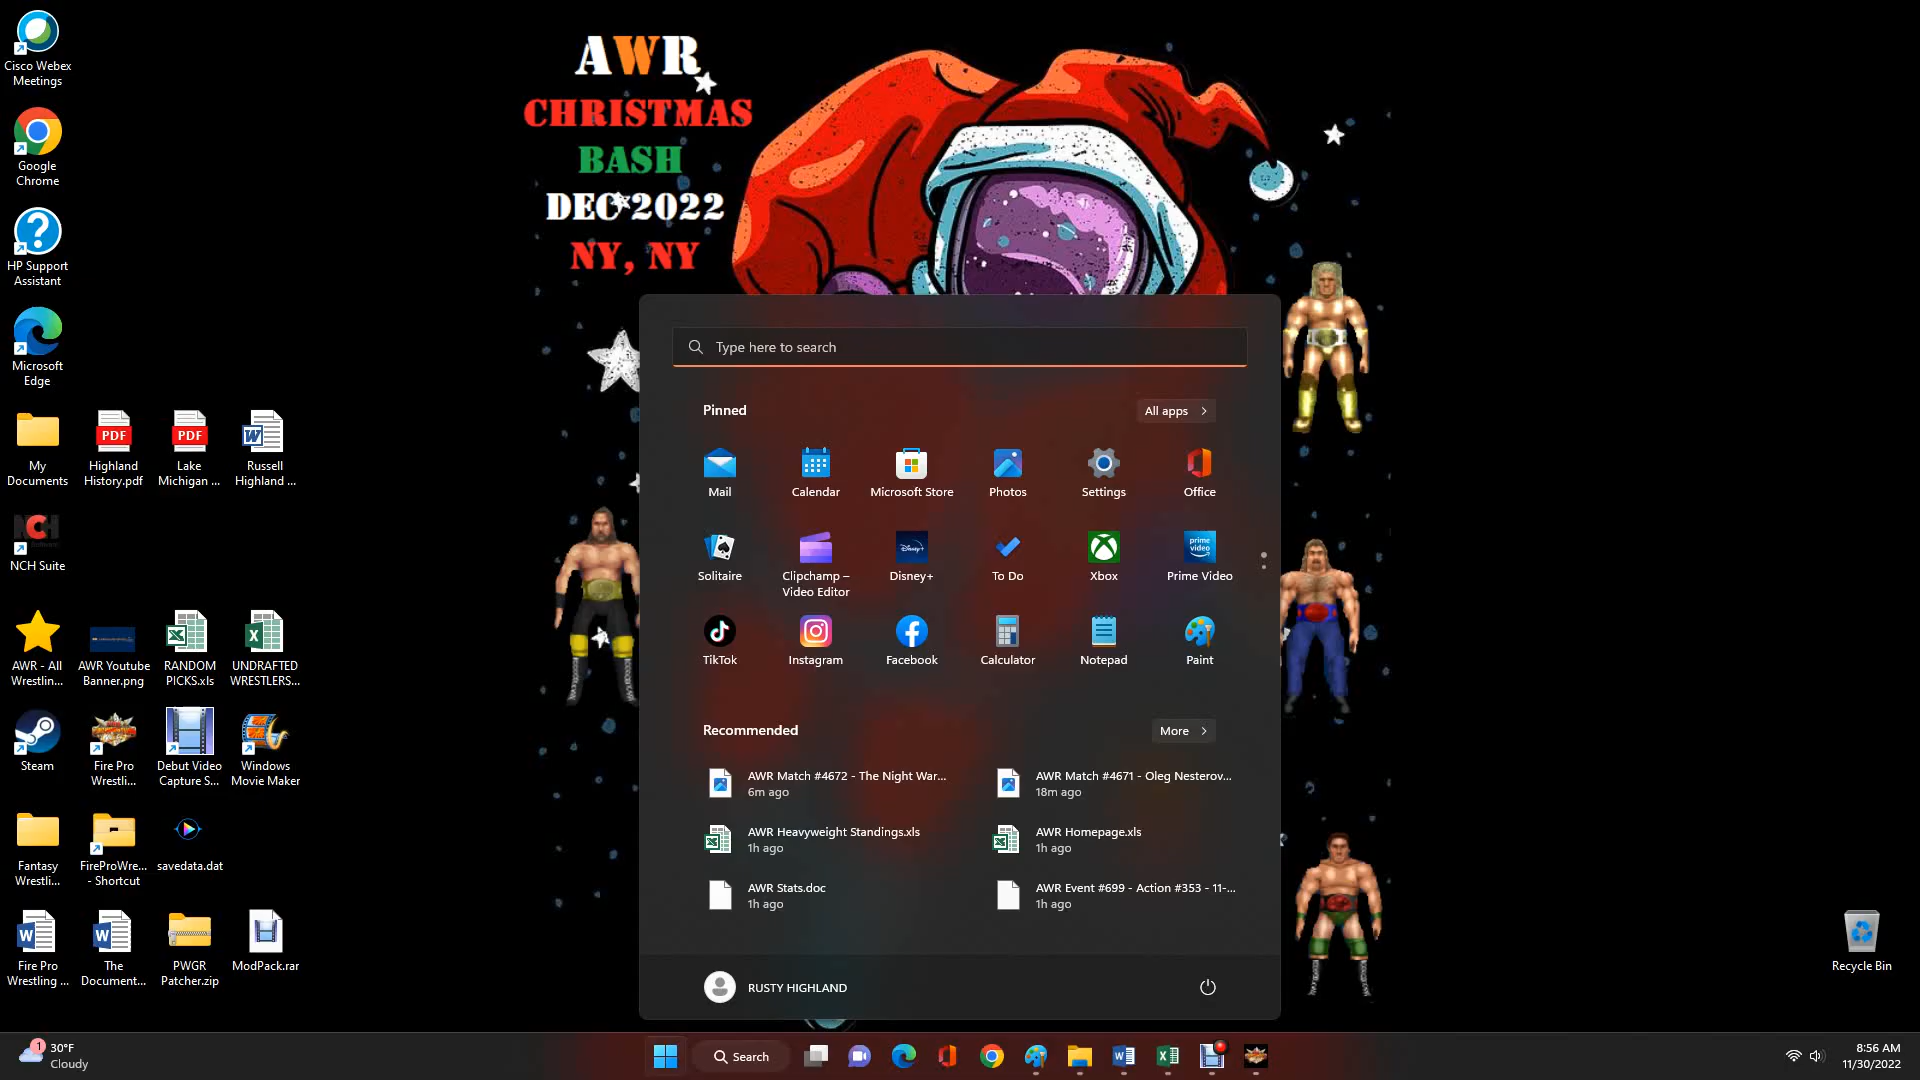 Cisco Webex
Meetings
Google
Chrome
HP Support
Assistant
Microsoft
Edge
My
Documents
PDF
Highland
History.pdf
PDF
Lake
Michigan ...
Russell
Highland ...
NCH
NCH Suite
AWR - All
Wrestlin...
AWR Youtube
Banner.png
RANDOM
PICKS.xls
UNDRAFTED
WRESTLERS...
Steam
Fire Pro
Wrestli...
Debut Video
Capture S...
Windows
Movie Maker
Fantasy
Wrestli...
FireProWre...
- Shortcut
savedata.dat
Fire Pro
Wrestling ...
The
Document...
PWGR
Patcher.zip
ModPack.rar
AWR
CHRISTMAS
BASH
DEC 2022
NY, NY
Type here to search
Pinned
All apps
Mail
Calendar
Microsoft Store
Photos
Settings
Office
Solitaire
Clipchamp –
Video Editor
Disney+
Disney+
To Do
Xbox
prime
video
Prime Video
TikTok
Instagram
Facebook
Calculator
Notepad
Paint
Recommended
More
AWR Match #4672 - The Night War...
6m ago
AWR Match #4671 - Oleg Nesterov...
18m ago
AWR Heavyweight Standings.xls
1h ago
AWR Homepage.xls
1h ago
AWR Stats.doc
1h ago
AWR Event #699 - Action #353 - 11-...
1h ago
RUSTY HIGHLAND
Recycle Bin
1
30°F
Cloudy
Search
8:56 AM
11/30/2022